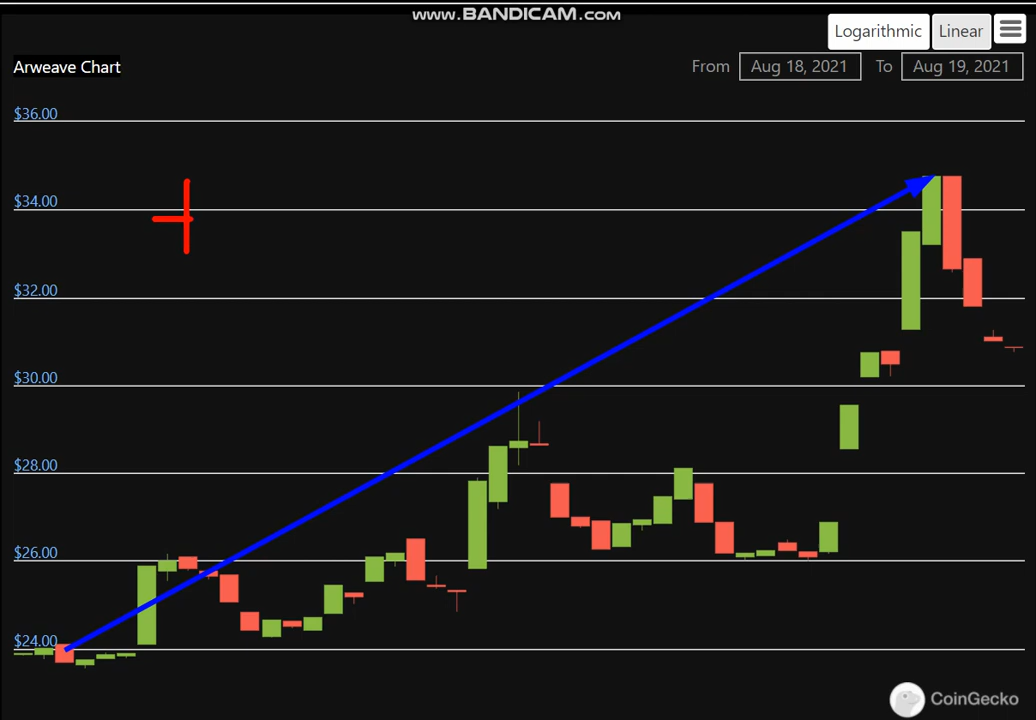 www.BANDICAM.com
Logarithmic Linear
Arweave Chart From Aug 18, 2021 To Aug 19, 2021
$36.00
$34.00
$32.00
$30.00
$28.00
$26.00
$24.00
CoinGecko